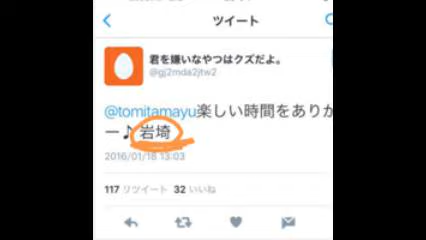 ツイート
君を嫌いなやつはクズだよ。
@gj2mda2jtw2
@tomitamayu楽しい時間をありが
ー♪岩埼
2016/01/18 13:03
117 リツイート 32 いいね